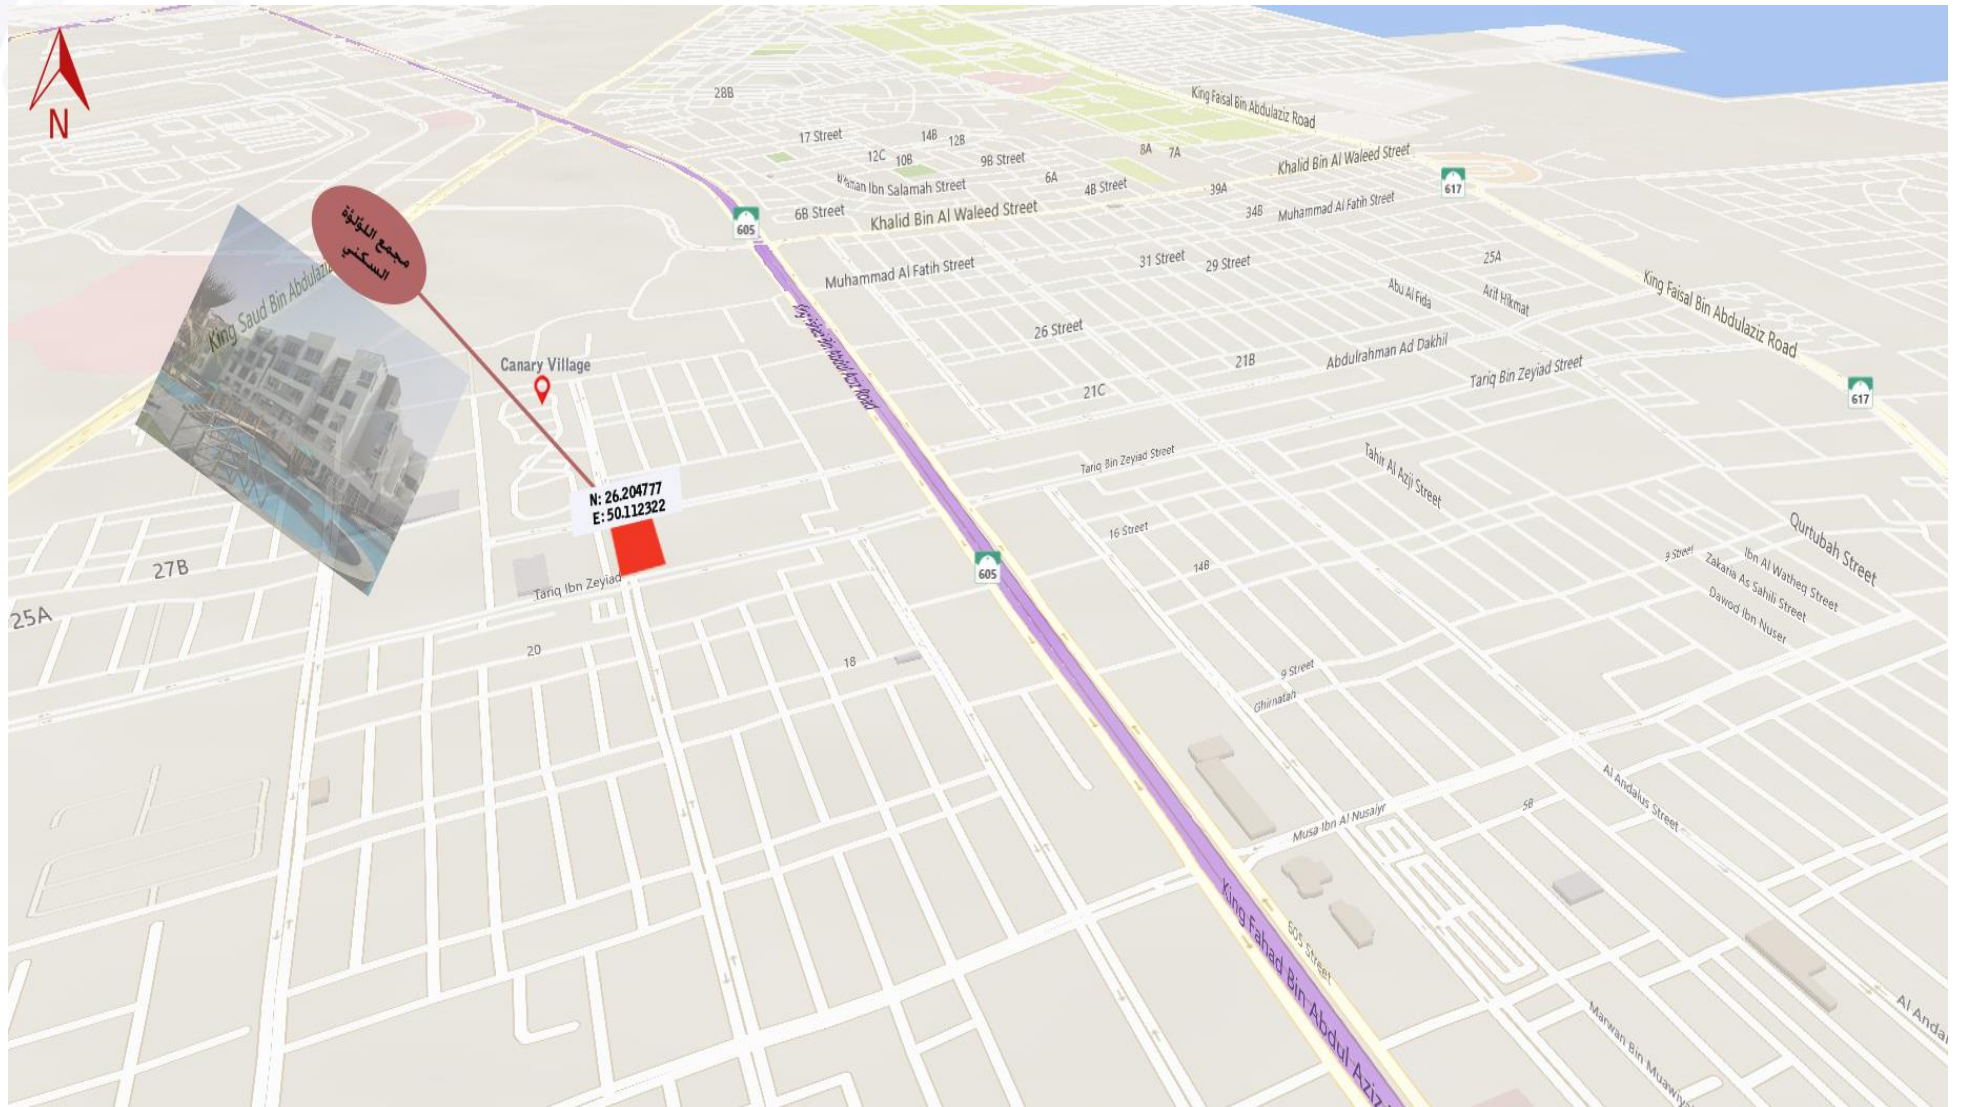 N
28B
King Faisal Bin Abdulaziz Road
17 Street
14B
12B
12C
10B
9B Street
8A
7A
Khalid Bin Al Waleed Street
617
Ibn Salamah Street
6A
4B Street
39A
34B
Muhammad Al Fatih Street
6B Street
Khalid Bin Al Waleed Street
605
مجمع اللؤلؤة
السكني
Muhammad Al Fatih Street
31 Street
29 Street
25A
King Saud Bin Abdulaziz
Abu Al Fida
Arif Hikmat
King Faisal Bin Abdulaziz Road
26 Street
Canary Village
21B
Abdulrahman Ad Dakhil
Tariq Bin Zeyiad Street
21C
617
Tariq Bin Zeyiad Street
Tahir Al Azji Street
N: 26.204777
E: 50.112322
16 Street
Qurtubah Street
9 Street
Ibn Al Watheq Street
Zakaria As Sahili Street
Dawod Ibn Nuser
27B
14B
605
Tariq Ibn Zeyiad
25A
20
18
9 Street
Ghirnatah
Al Andalus Street
Musa Ibn Al Nusaiyr
5B
King Fahad Bin Abdul Aziz
605 Street
Marwan Bin Muawiy
Al Andal